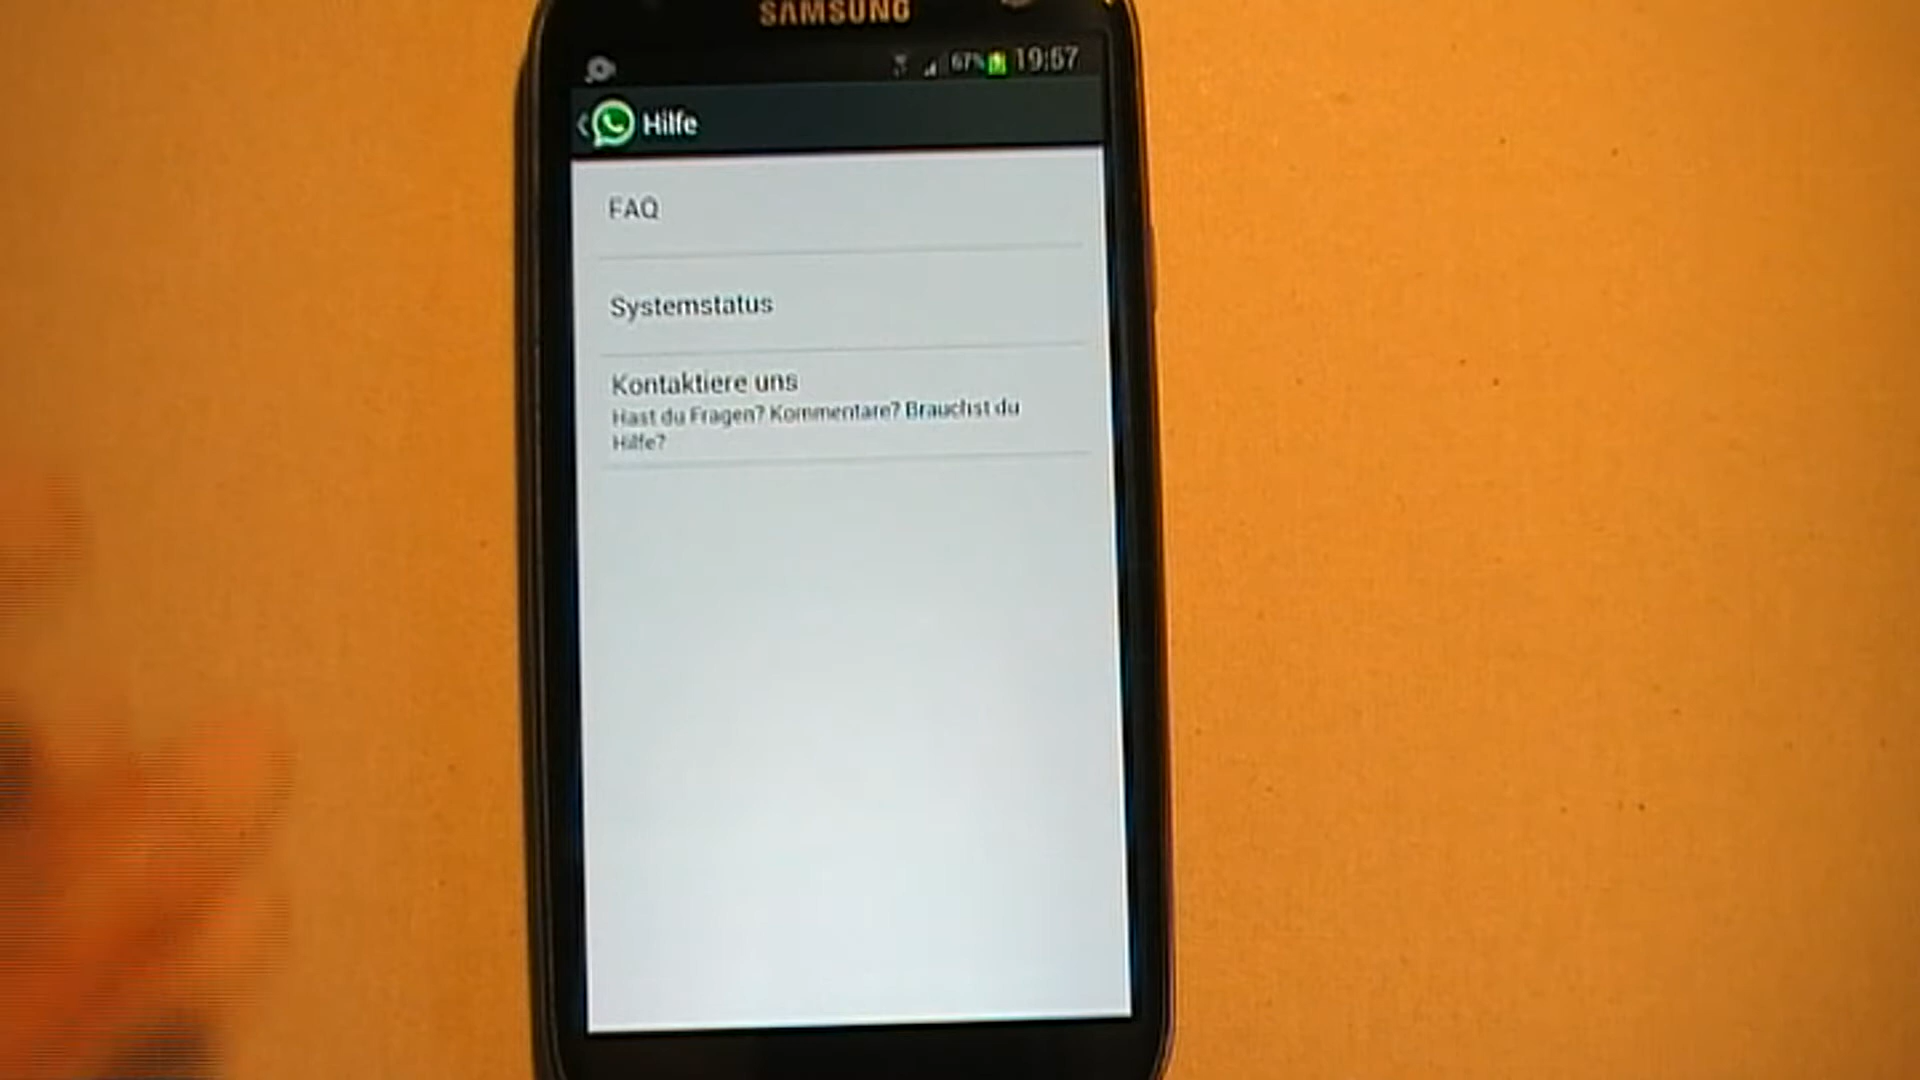 SAMSUNG
67% 19:57
Hilfe
FAQ
Systemstatus
Kontaktiere uns
Hast du Fragen? Kommentare? Brauchst du
Hilfe?